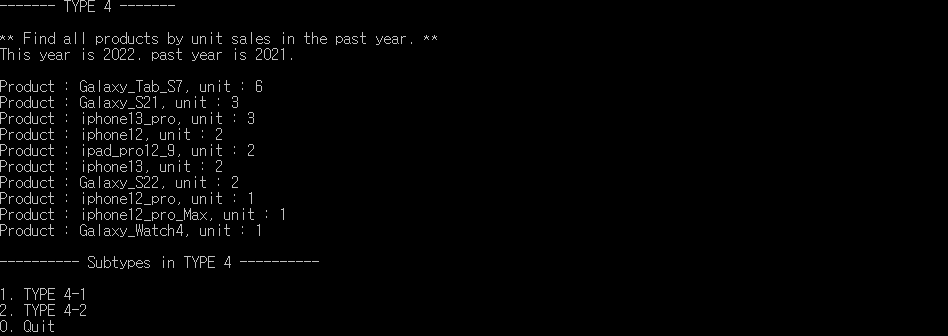 ------- TYPE 4 -------
** Find all products by unit sales in the past year. **
This year is 2022. past year is 2021.
Product : Galaxy_Tab_S7, unit : 6
Product : Galaxy_S21, unit : 3
Product : iphone13_pro, unit : 3
Product : iphone12, unit : 2
Product : ipad_pro12_9, unit : 2
Product : iphone13, unit : 2
Product : Galaxy_S22, unit : 2
Product : iphone12_pro, unit : 1
Product : iphone12_pro_Max, unit : 1
Product : Galaxy_Watch4, unit : 1
---------- Subtypes in TYPE 4 ----------
1. TYPE 4-1
2. TYPE 4-2
0. Quit